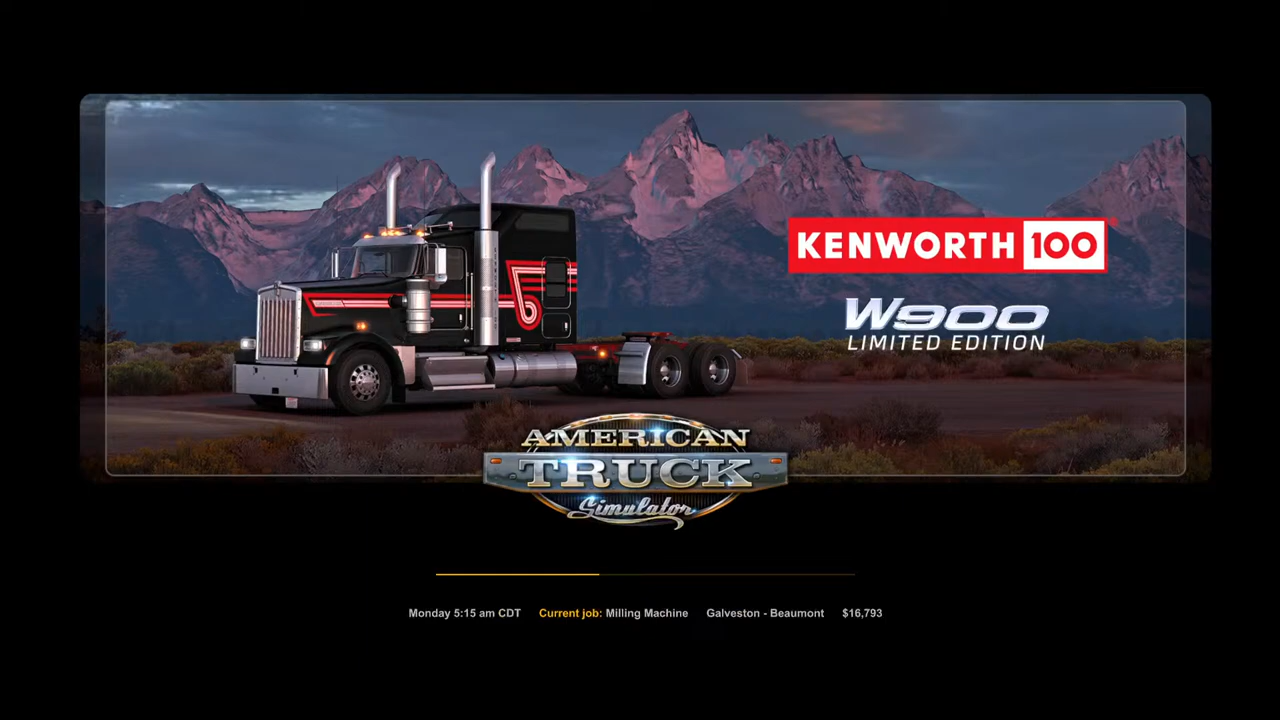 KENWORTH 100
W900
LIMITED EDITION
AMERICAN
TRUCK
Simulator
Monday 5:15 am CDT Current job: Milling Machine Galveston - Beaumont $16,793